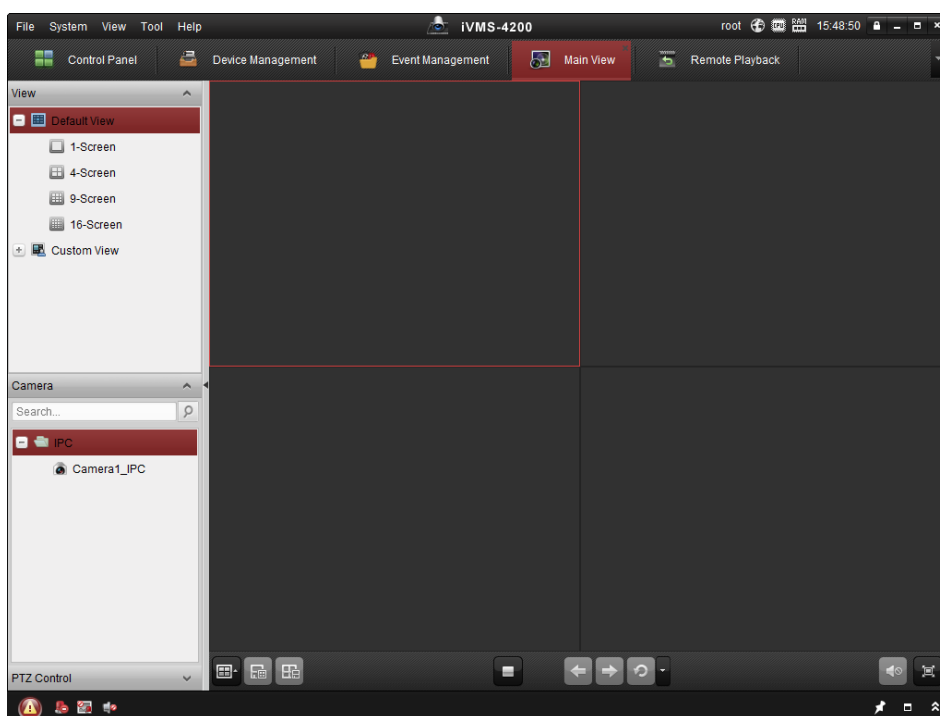 File System View Tool Help iVMS-4200 root CPU RAM 15:48:50
Control Panel Device Management Event Management Main View Remote Playback
View
Default View
1-Screen
4-Screen
9-Screen
16-Screen
Custom View
Camera
Search...
IPC
Camera1_IPC
PTZ Control